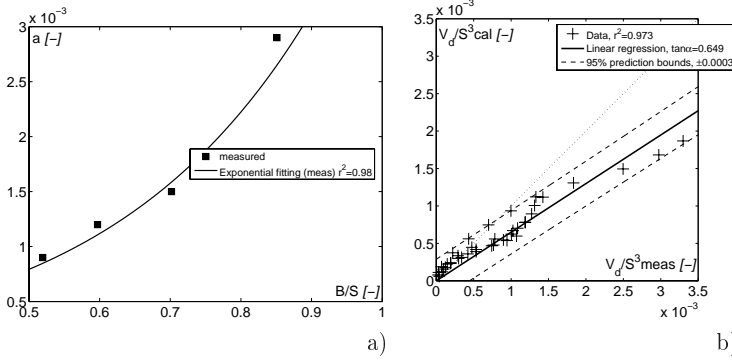 x 10⁻³
3
2.5
2
1.5
1
0.5
a [−]
measured
Exponential fitting (meas) r²=0.98
B/S [−]
0.5 0.6 0.7 0.8 0.9 1
a)
x 10⁻³
3.5
3
2.5
2
1.5
1
0.5
0
V_d/S³cal
Data, r²=0.973
Linear regression, tanα=0.649
95% prediction bounds, ±0.0003
V_d/S³meas [−]
0 0.5 1 1.5 2 2.5 3 3.5
x 10⁻³
b)